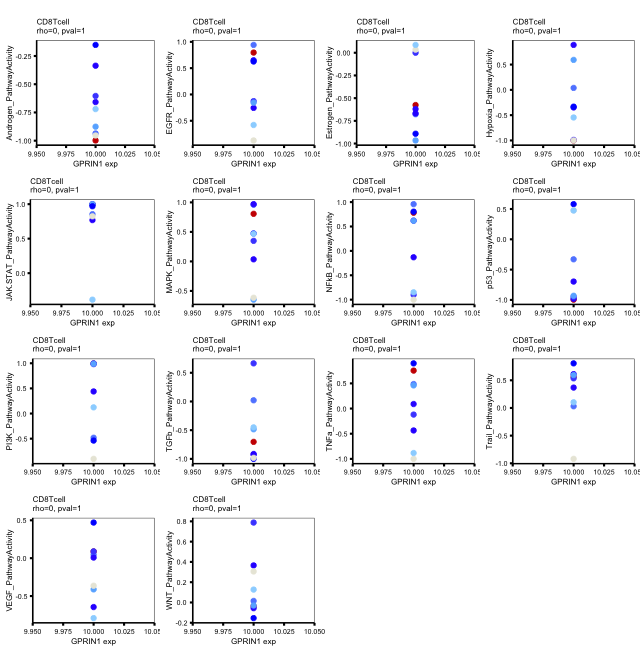 CD8Tcell
rho=0, pval=1
Androgen_PathwayActivity
-0.25
-0.50
-0.75
-1.00
9.950 9.975 10.000 10.025 10.05
GPRIN1 exp
CD8Tcell
rho=0, pval=1
EGFR_PathwayActivity
1.0
0.5
0.0
-0.5
9.950 9.975 10.000 10.025 10.05
GPRIN1 exp
CD8Tcell
rho=0, pval=1
Estrogen_PathwayActivity
0.00
-0.25
-0.50
-0.75
-1.00
9.950 9.975 10.000 10.025 10.05
GPRIN1 exp
CD8Tcell
rho=0, pval=1
Hypoxia_PathwayActivity
1.0
0.5
0.0
-0.5
-1.0
9.950 9.975 10.000 10.025 10.05
GPRIN1 exp
CD8Tcell
rho=0, pval=1
JAK.STAT_PathwayActivity
1.0
0.5
0.0
9.950 9.975 10.000 10.025 10.05
GPRIN1 exp
CD8Tcell
rho=0, pval=1
MAPK_PathwayActivity
1.0
0.5
0.0
-0.5
9.950 9.975 10.000 10.025 10.05
GPRIN1 exp
CD8Tcell
rho=0, pval=1
NFkB_PathwayActivity
1.0
0.5
0.0
-0.5
-1.0
9.950 9.975 10.000 10.025 10.05
GPRIN1 exp
CD8Tcell
rho=0, pval=1
p53_PathwayActivity
0.5
0.0
-0.5
-1.0
9.950 9.975 10.000 10.025 10.05
GPRIN1 exp
CD8Tcell
rho=0, pval=1
PI3K_PathwayActivity
1.0
0.5
0.0
-0.5
9.950 9.975 10.000 10.025 10.05
GPRIN1 exp
CD8Tcell
rho=0, pval=1
TGFb_PathwayActivity
0.5
0.0
-0.5
-1.0
9.950 9.975 10.000 10.025 10.05
GPRIN1 exp
CD8Tcell
rho=0, pval=1
TNFa_PathwayActivity
0.5
0.0
-0.5
-1.0
9.950 9.975 10.000 10.025 10.05
GPRIN1 exp
CD8Tcell
rho=0, pval=1
Trail_PathwayActivity
0.5
0.0
-0.5
-1.0
9.950 9.975 10.000 10.025 10.05
GPRIN1 exp
CD8Tcell
rho=0, pval=1
VEGF_PathwayActivity
0.5
0.0
-0.5
9.950 9.975 10.000 10.025 10.05
GPRIN1 exp
CD8Tcell
rho=0, pval=1
WNT_PathwayActivity
0.8
0.6
0.4
0.2
0.0
-0.2
9.950 9.975 10.000 10.025 10.050
GPRIN1 exp